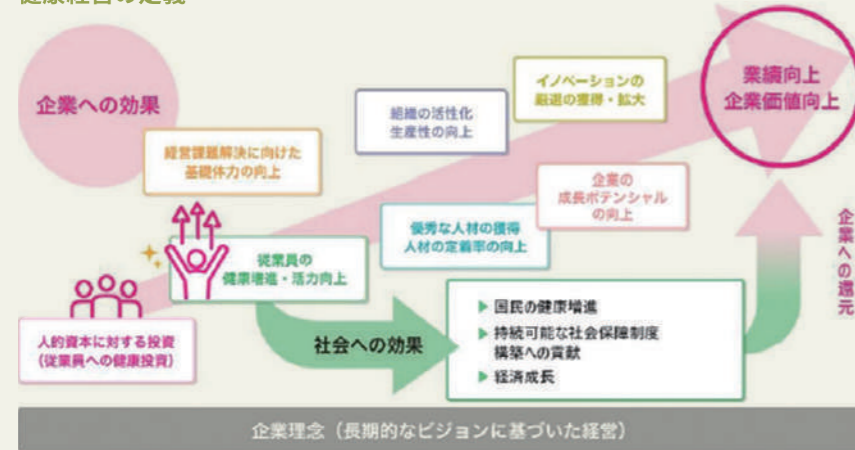 健康経営の定義
企業への効果
業績向上
企業価値向上
イノベーションの
源泉の獲得・拡大
組織の活性化
生産性の向上
経営課題解決に向けた
基礎体力の向上
企業の
成長ポテンシャル
の向上
優秀な人材の獲得
人材の定着率の向上
従業員の
健康増進・活力向上
企業への還元
人的資本に対する投資
(従業員への健康投資)
社会への効果
▶ 国民の健康増進
▶ 持続可能な社会保障制度
構築への貢献
▶ 経済成長
企業理念（長期的なビジョンに基づいた経営）